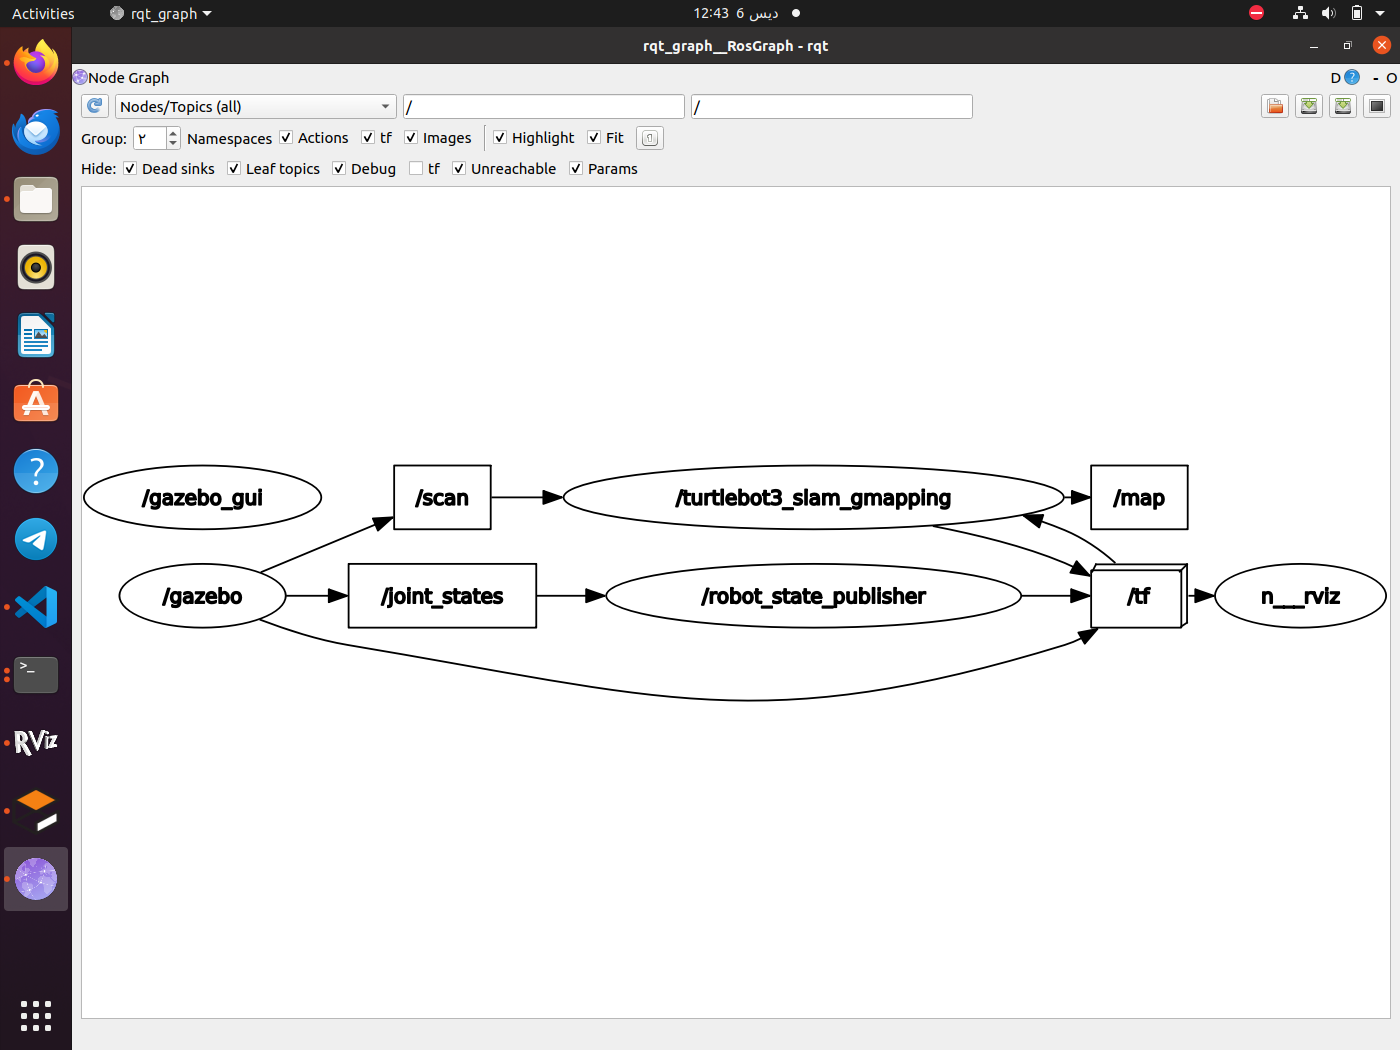 Activities rqt_graph 12:43 6 ديس
rqt_graph__RosGraph - rqt
Node Graph D ? - O
Nodes/Topics (all) / /
Group: ٢ Namespaces Actions tf Images Highlight Fit
Hide: Dead sinks Leaf topics Debug tf Unreachable Params
/gazebo_gui /scan /turtlebot3_slam_gmapping /map
/gazebo /joint_states /robot_state_publisher /tf n___rviz
?
>_
RViz